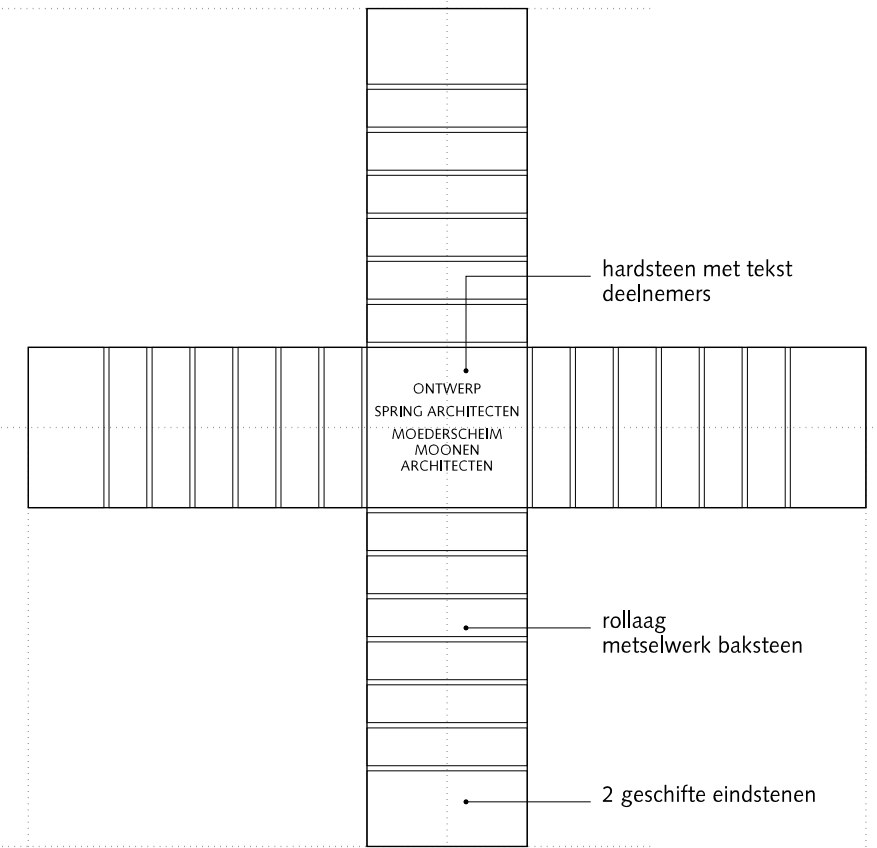 hardsteen met tekst
deelnemers
ONTWERP
SPRING ARCHITECTEN
MOEDERSCHEIM
MOONEN
ARCHITECTEN
rollaag
metselwerk baksteen
2 geschifte eindstenen